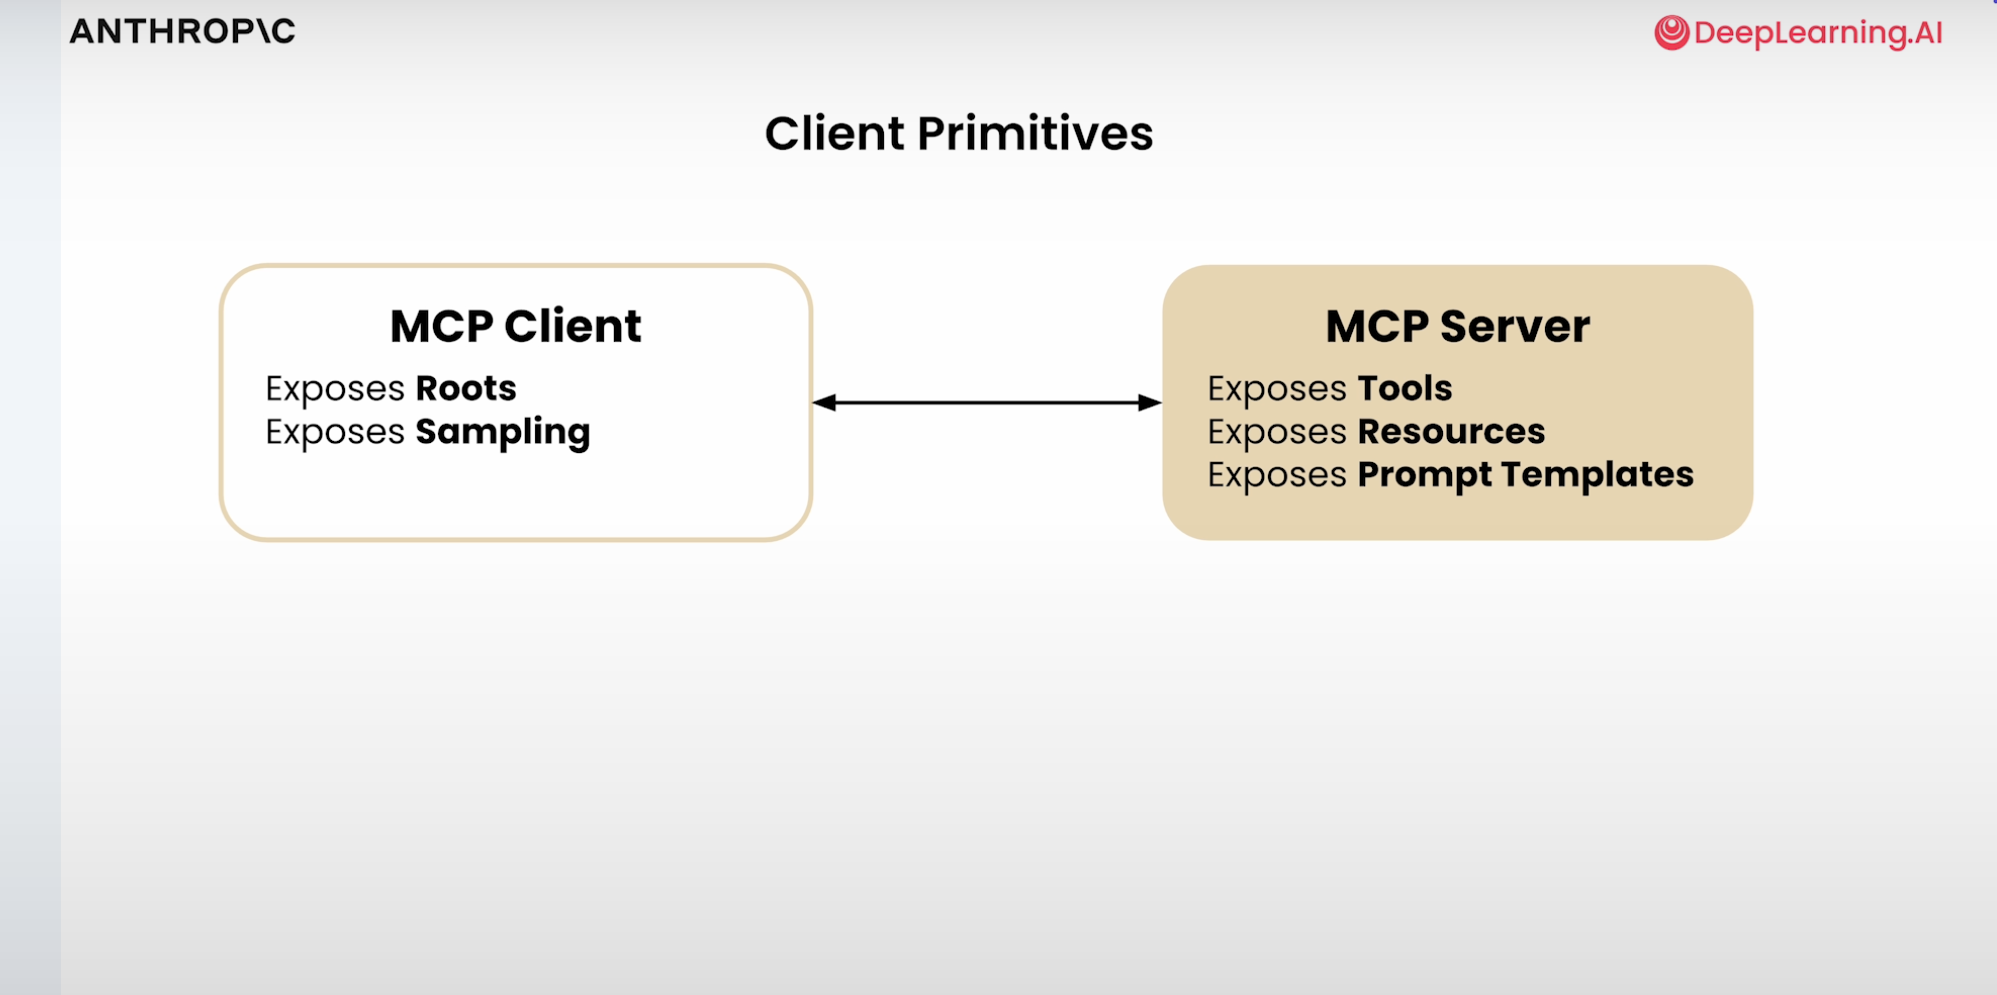 ANTHROP\C
DeepLearning.AI
Client Primitives
MCP Client
Exposes Roots
Exposes Sampling
MCP Server
Exposes Tools
Exposes Resources
Exposes Prompt Templates